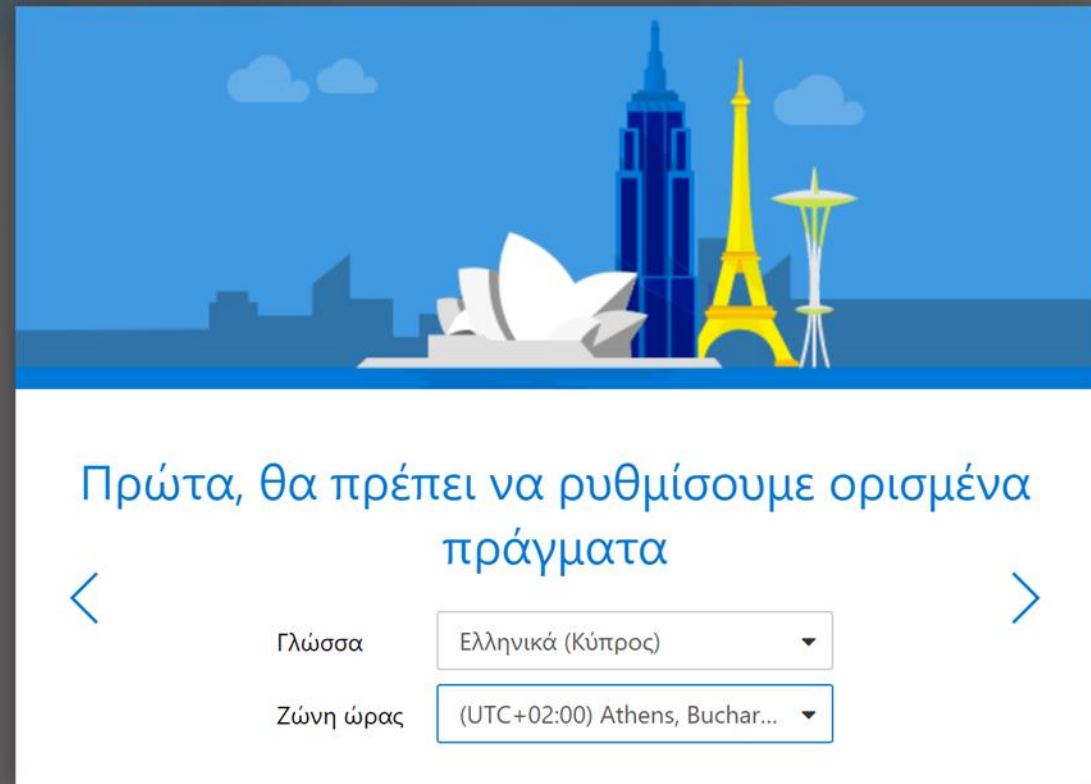 Πρώτα, θα πρέπει να ρυθμίσουμε ορισμένα
πράγματα
Γλώσσα
Ελληνικά (Κύπρος)
Ζώνη ώρας
(UTC+02:00) Athens, Buchar...